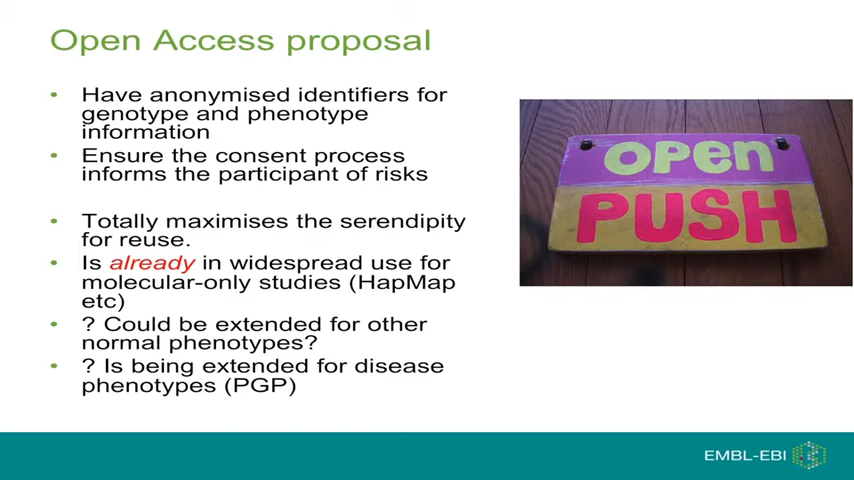 Open Access proposal
• Have anonymised identifiers for
genotype and phenotype
information
• Ensure the consent process
informs the participant of risks
• Totally maximises the serendipity
for reuse.
• Is already in widespread use for
molecular-only studies (HapMap
etc)
• ? Could be extended for other
normal phenotypes?
• ? Is being extended for disease
phenotypes (PGP)
open
PUSH
EMBL-EBI